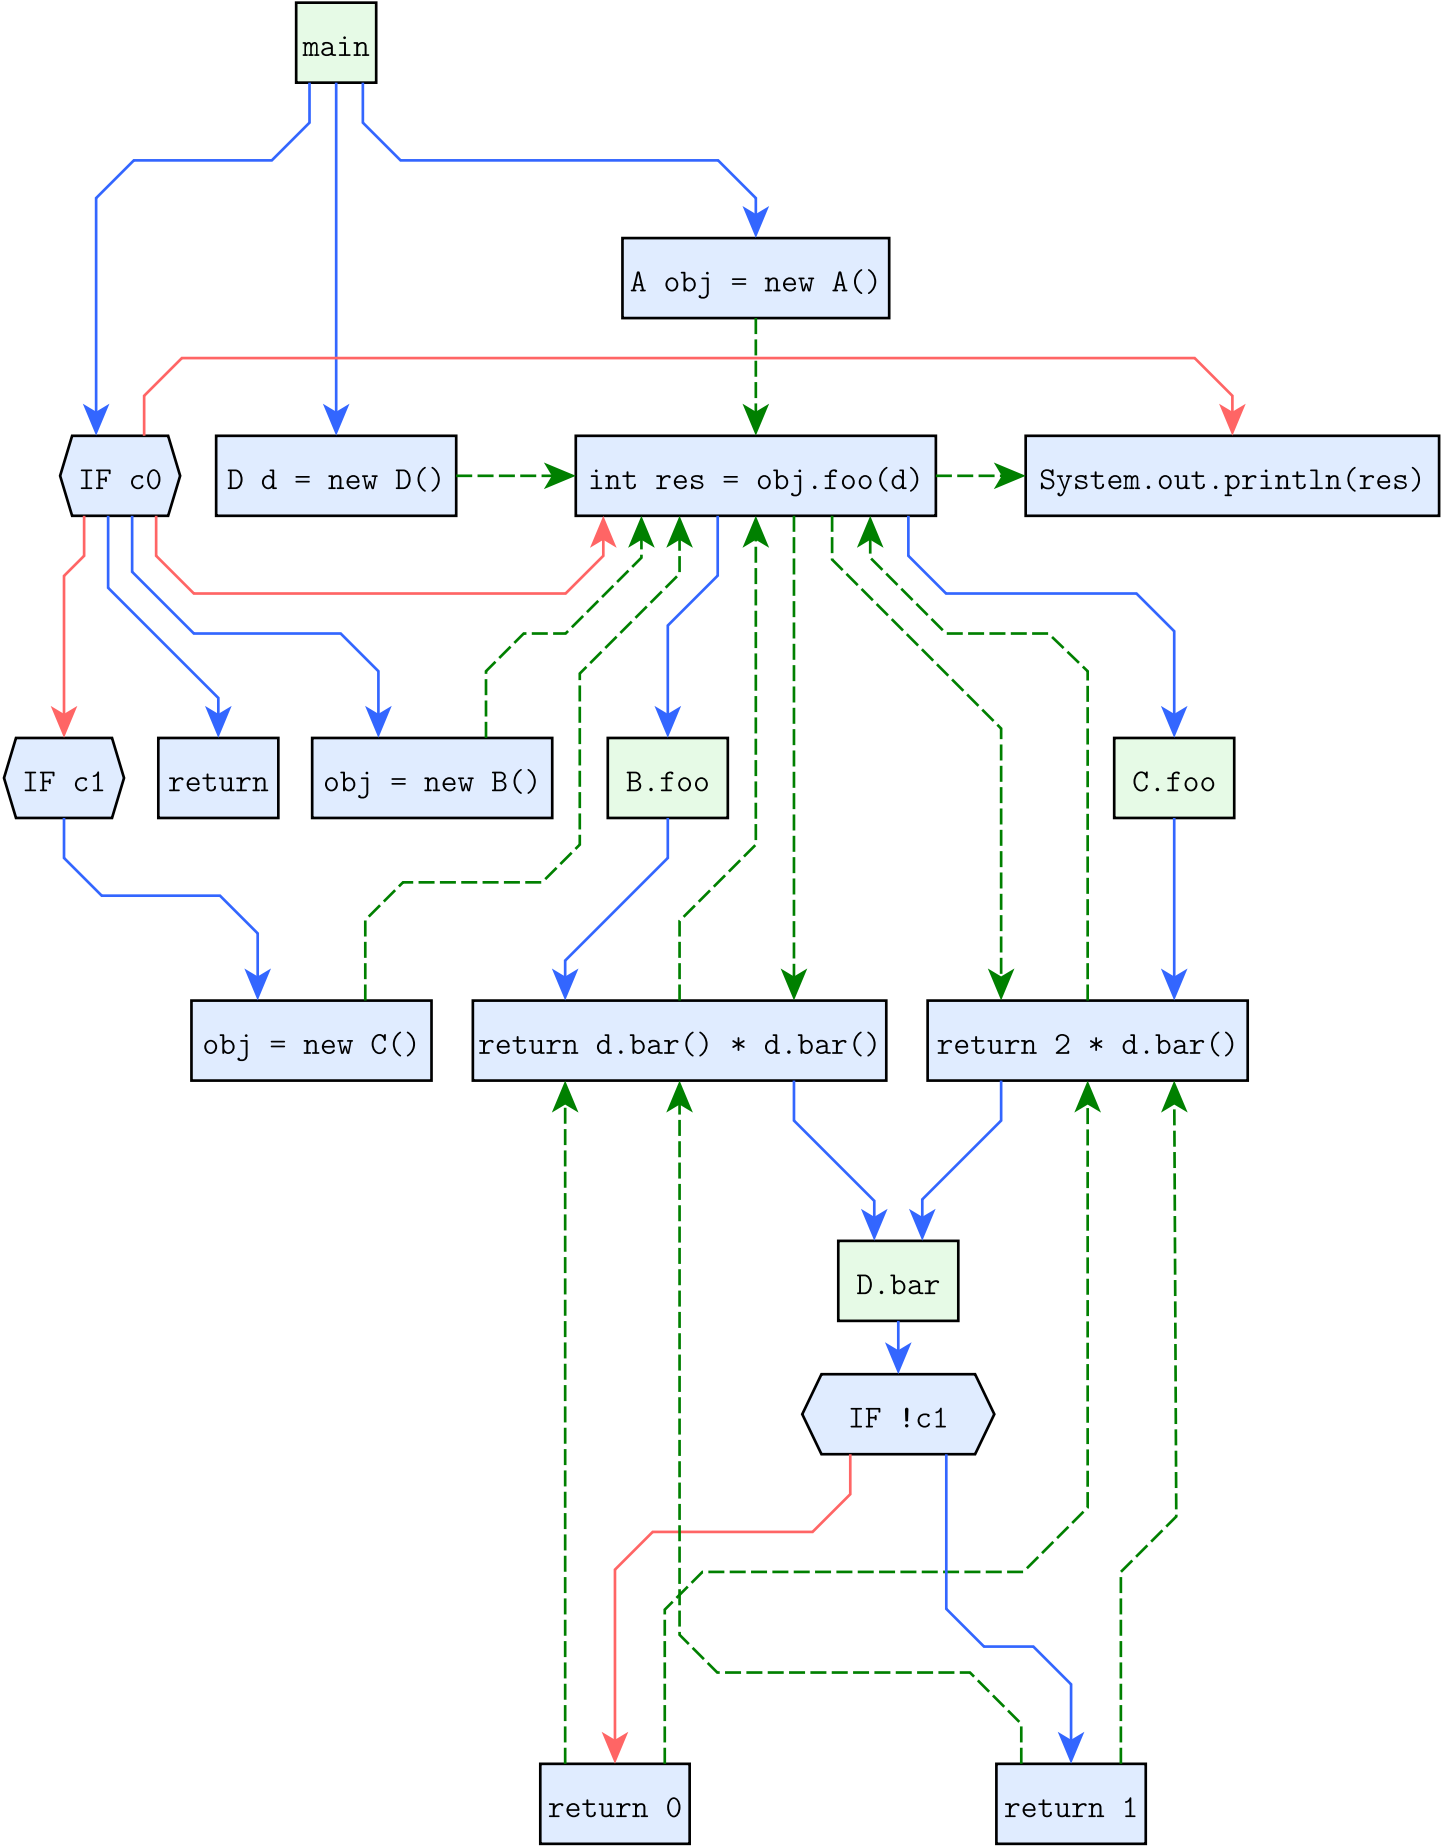 main
A obj = new A()
IF c0
D d = new D()
int res = obj.foo(d)
System.out.println(res)
IF c1
return
obj = new B()
B.foo
C.foo
obj = new C()
return d.bar() * d.bar()
return 2 * d.bar()
D.bar
IF !c1
return 0
return 1